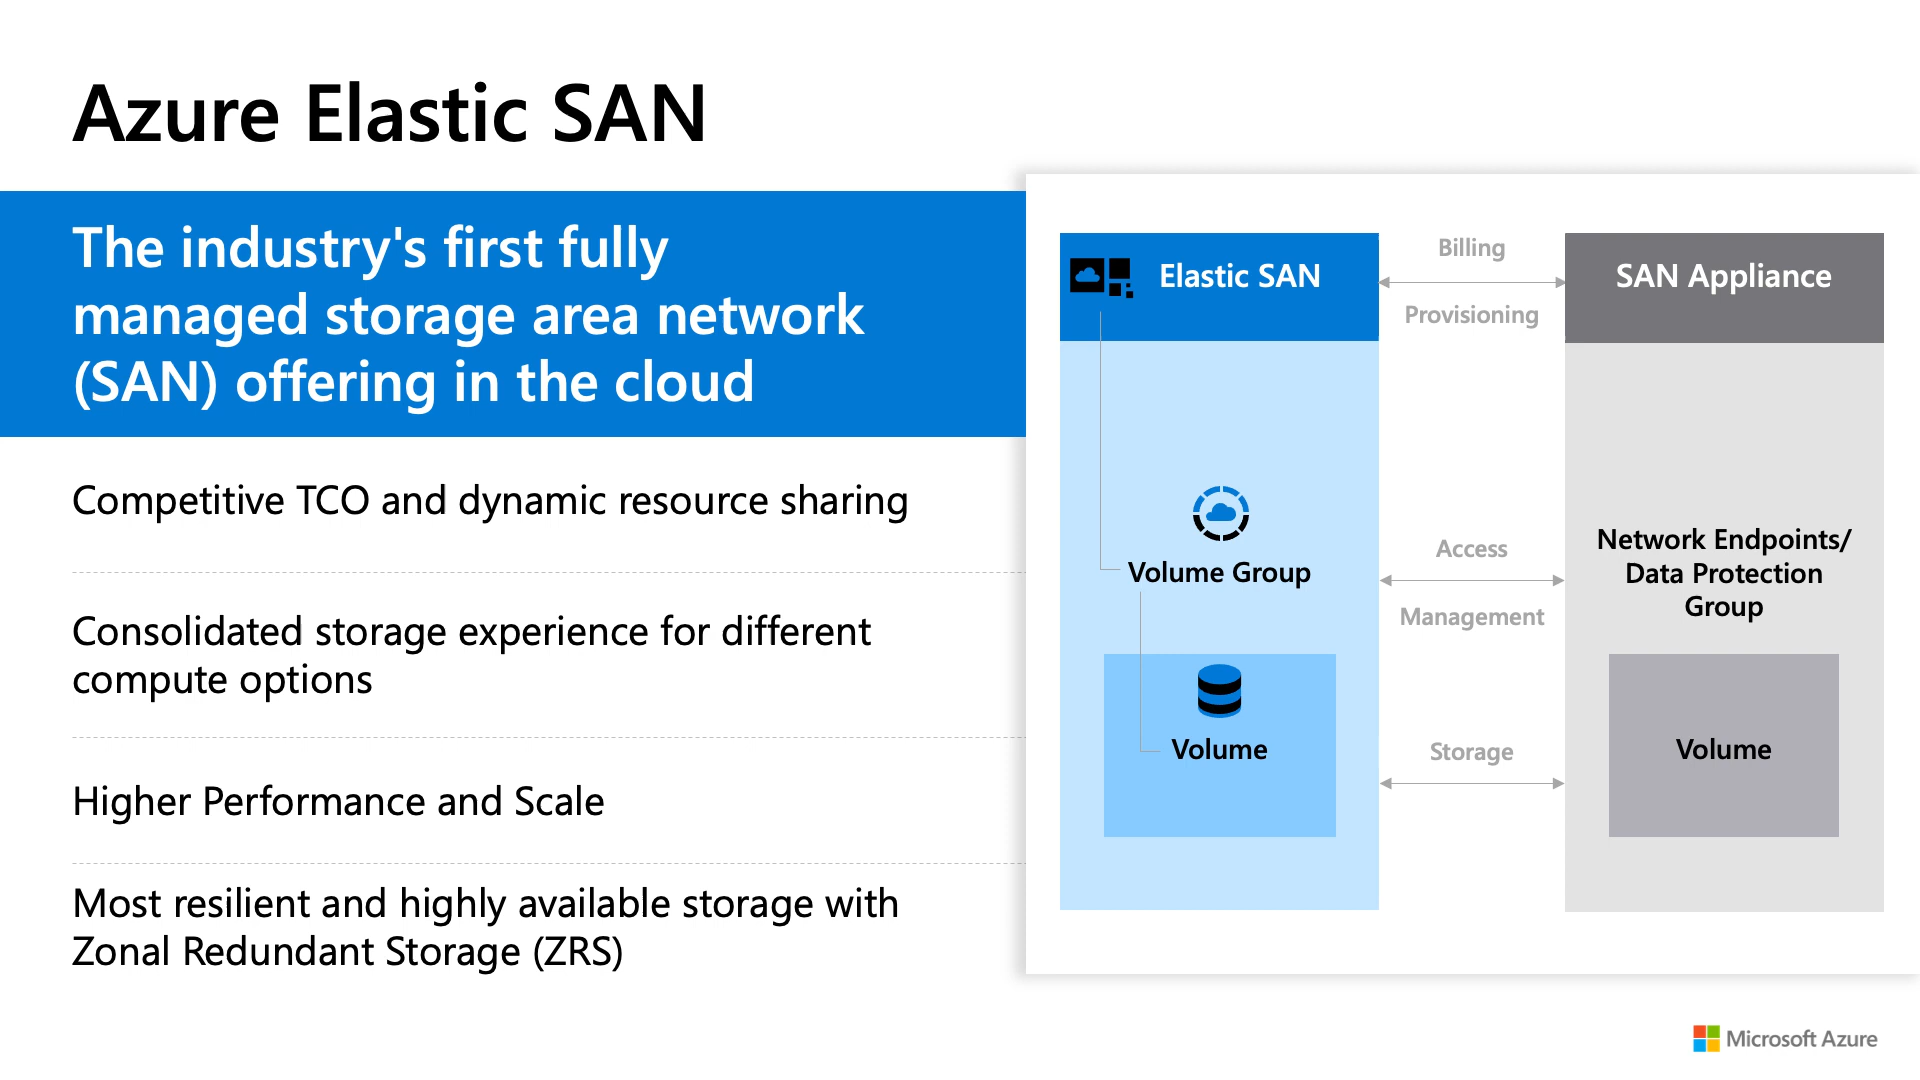 Azure Elastic SAN
The industry's first fully
managed storage area network
(SAN) offering in the cloud
Competitive TCO and dynamic resource sharing
Consolidated storage experience for different
compute options
Higher Performance and Scale
Most resilient and highly available storage with
Zonal Redundant Storage (ZRS)
Elastic SAN
Billing
Provisioning
SAN Appliance
Volume Group
Access
Management
Network Endpoints/
Data Protection
Group
Volume
Storage
Volume
Microsoft Azure